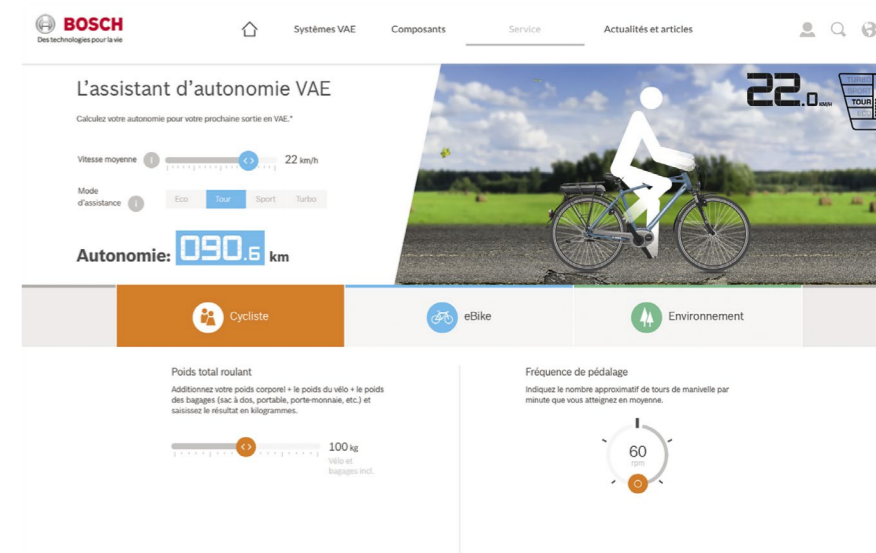 BOSCH
Des technologies pour la vie
Systèmes VAE
Composants
Service
Actualités et articles
L'assistant d'autonomie VAE
Calculez votre autonomie pour votre prochaine sortie en VAE.*
Vitesse moyenne
22 km/h
Mode
d'assistance
Eco
Tour
Sport
Turbo
Autonomie: 090.6 km
22.0 KM/H
TURBO
SPORT
TOUR
ECO
Cycliste
eBike
Environnement
Poids total roulant
Additionnez votre poids corporel + le poids du vélo + le poids
des bagages (sac à dos, portable, porte-monnaie, etc.) et
saisissez le résultat en kilogrammes.
100 kg
Vélo et
bagages incl.
Fréquence de pédalage
Indiquez le nombre approximatif de tours de manivelle par
minute que vous atteignez en moyenne.
60
rpm